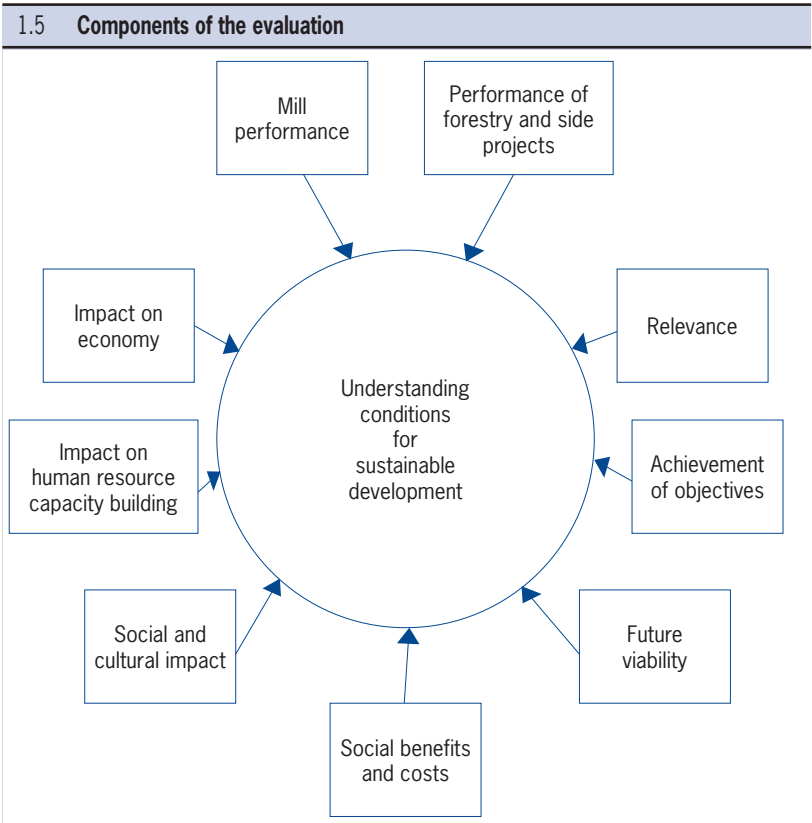 1.5 Components of the evaluation
Mill
performance
Performance of
forestry and side
projects
Impact on
economy
Relevance
Understanding
conditions
for
sustainable
development
Impact on
human resource
capacity building
Achievement
of objectives
Social and
cultural impact
Future
viability
Social benefits
and costs